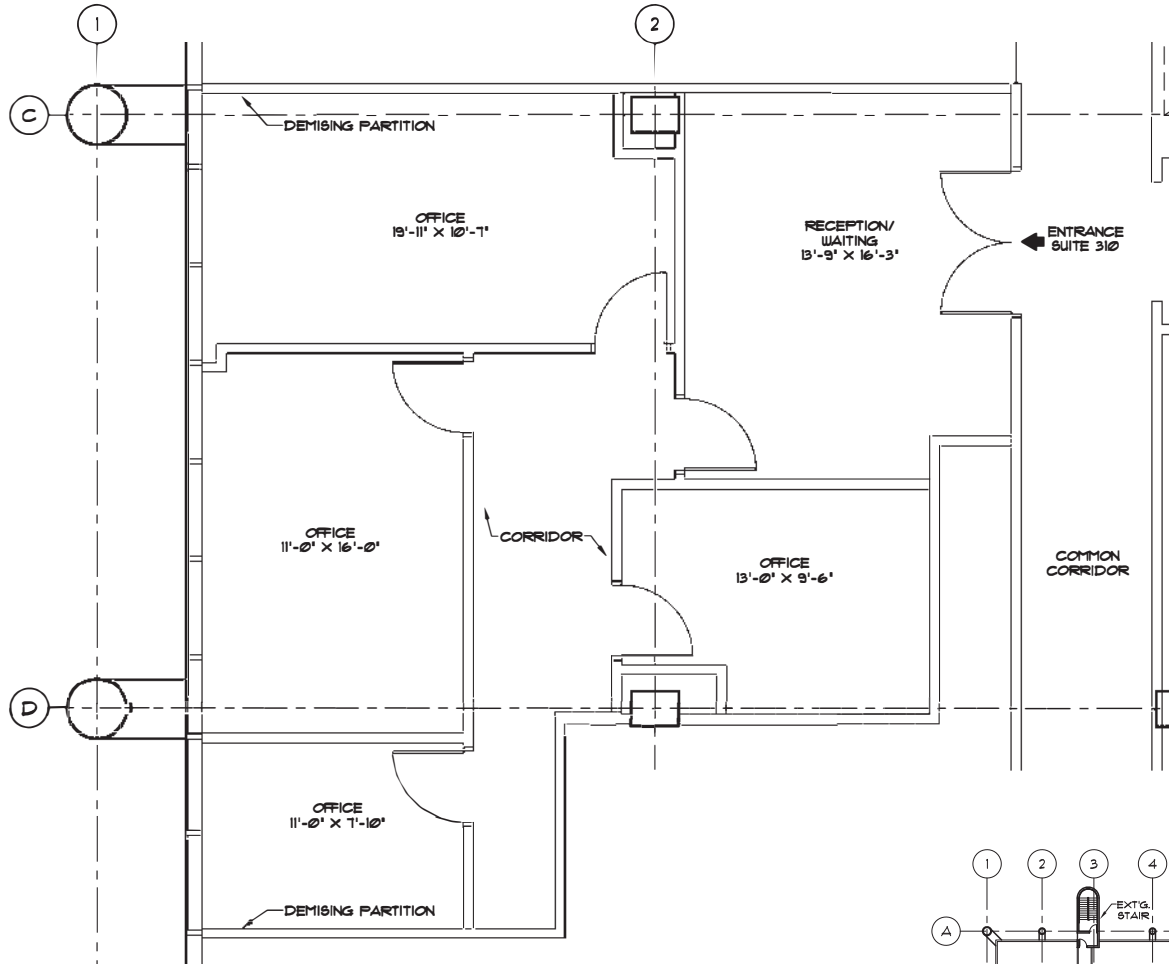 1
2
C
DEMISING PARTITION
OFFICE
19'-11" X 10'-7"
RECEPTION/
WAITING
13'-9" X 16'-3"
ENTRANCE
SUITE 310
OFFICE
11'-0" X 16'-0"
CORRIDOR
OFFICE
13'-0" X 9'-6"
COMMON
CORRIDOR
D
OFFICE
11'-0" X 7'-10"
DEMISING PARTITION
1
2
3
4
EXT'G.
STAIR
A